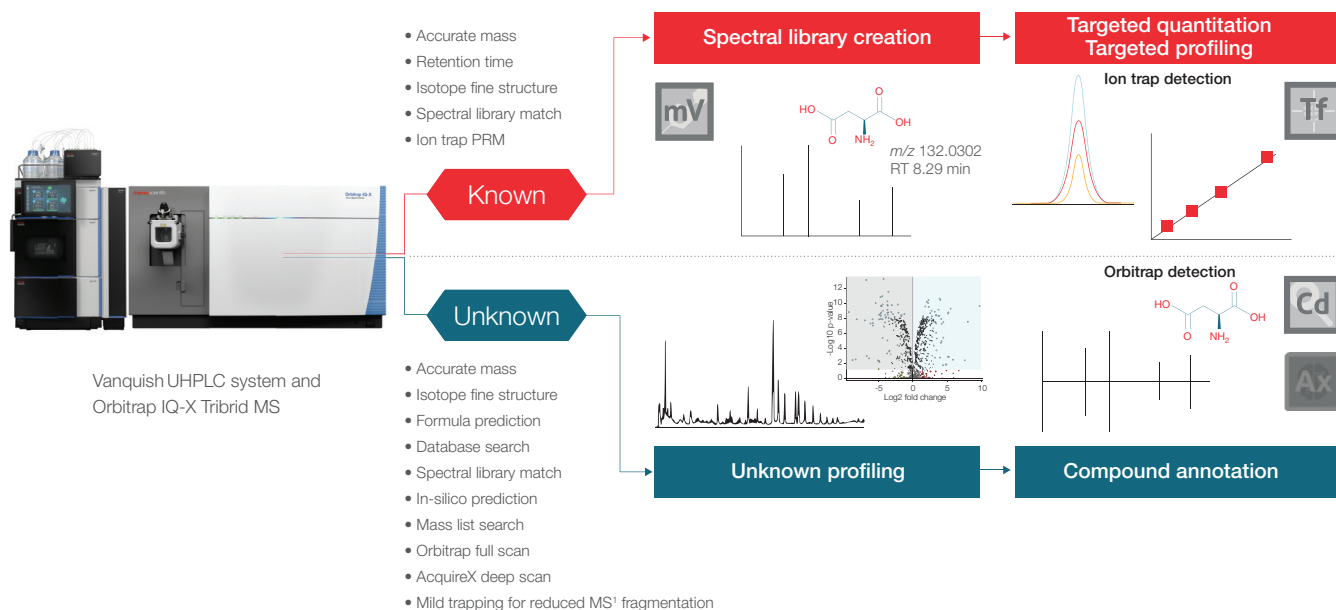 • Accurate mass
• Retention time
• Isotope fine structure
• Spectral library match
• Ion trap PRM
Known
Spectral library creation
Targeted quantitation
Targeted profiling
mV
HO
O
O
OH
NH2
m/z 132.0302
RT 8.29 min
Ion trap detection
Tf
Orbitrap IQ-X
Vanquish UHPLC system and
Orbitrap IQ-X Tribrid MS
Unknown
• Accurate mass
• Isotope fine structure
• Formula prediction
• Database search
• Spectral library match
• In-silico prediction
• Mass list search
• Orbitrap full scan
• AcquireX deep scan
• Mild trapping for reduced MS¹ fragmentation
-Log10 p-value
12
10
8
6
4
2
0
-5
0
5
10
Log2 fold change
Unknown profiling
Orbitrap detection
HO
O
O
OH
NH2
Cd
Ax
Compound annotation